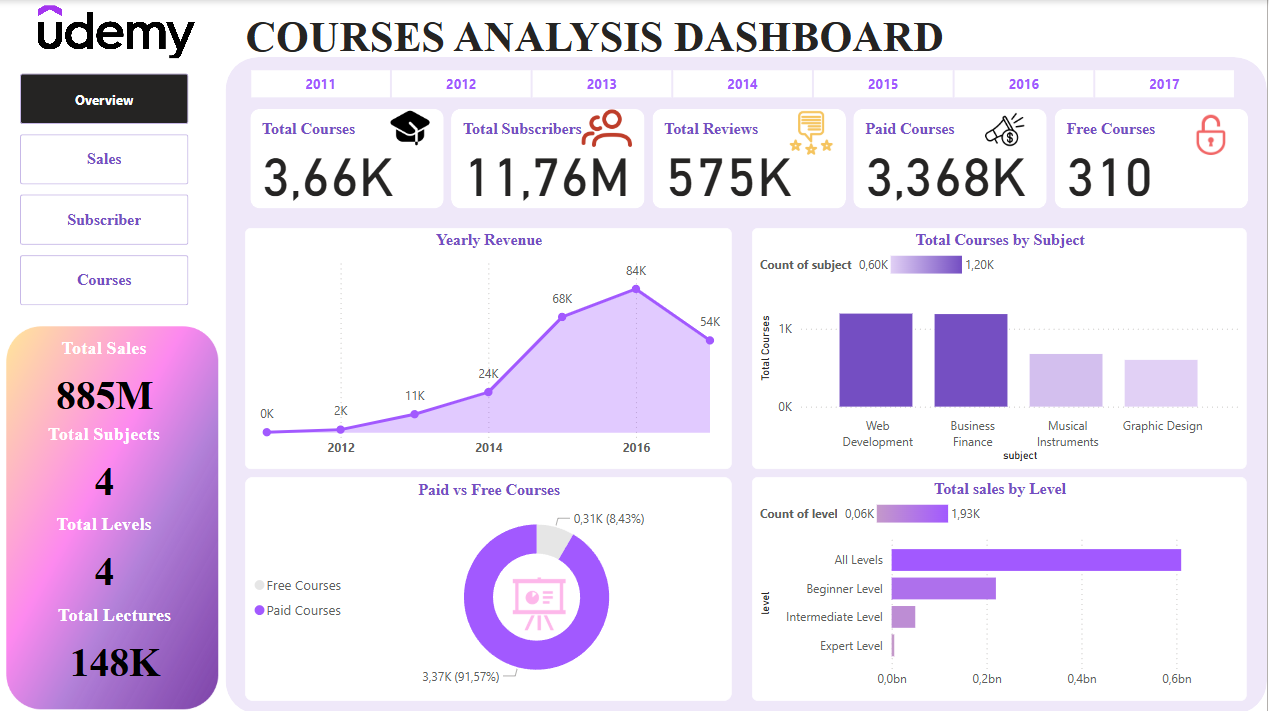 udemy
COURSES ANALYSIS DASHBOARD
Overview
Sales
Subscriber
Courses
Total Sales
885M
Total Subjects
4
Total Levels
4
Total Lectures
148K
2011 2012 2013 2014 2015 2016 2017
Total Courses
3,66K
Total Subscribers
11,76M
Total Reviews
575K
Paid Courses
3,368K
Free Courses
310
Yearly Revenue
0K
2K
11K
24K
68K
84K
54K
2012 2014 2016
Total Courses by Subject
Count of subject 0,60K 1,20K
Total Courses
1K
0K
Web Development
Business Finance
Musical Instruments
Graphic Design
subject
Paid vs Free Courses
0,31K (8,43%)
Free Courses
Paid Courses
3,37K (91,57%)
Total sales by Level
Count of level 0,06K 1,93K
level
All Levels
Beginner Level
Intermediate Level
Expert Level
0,0bn 0,2bn 0,4bn 0,6bn